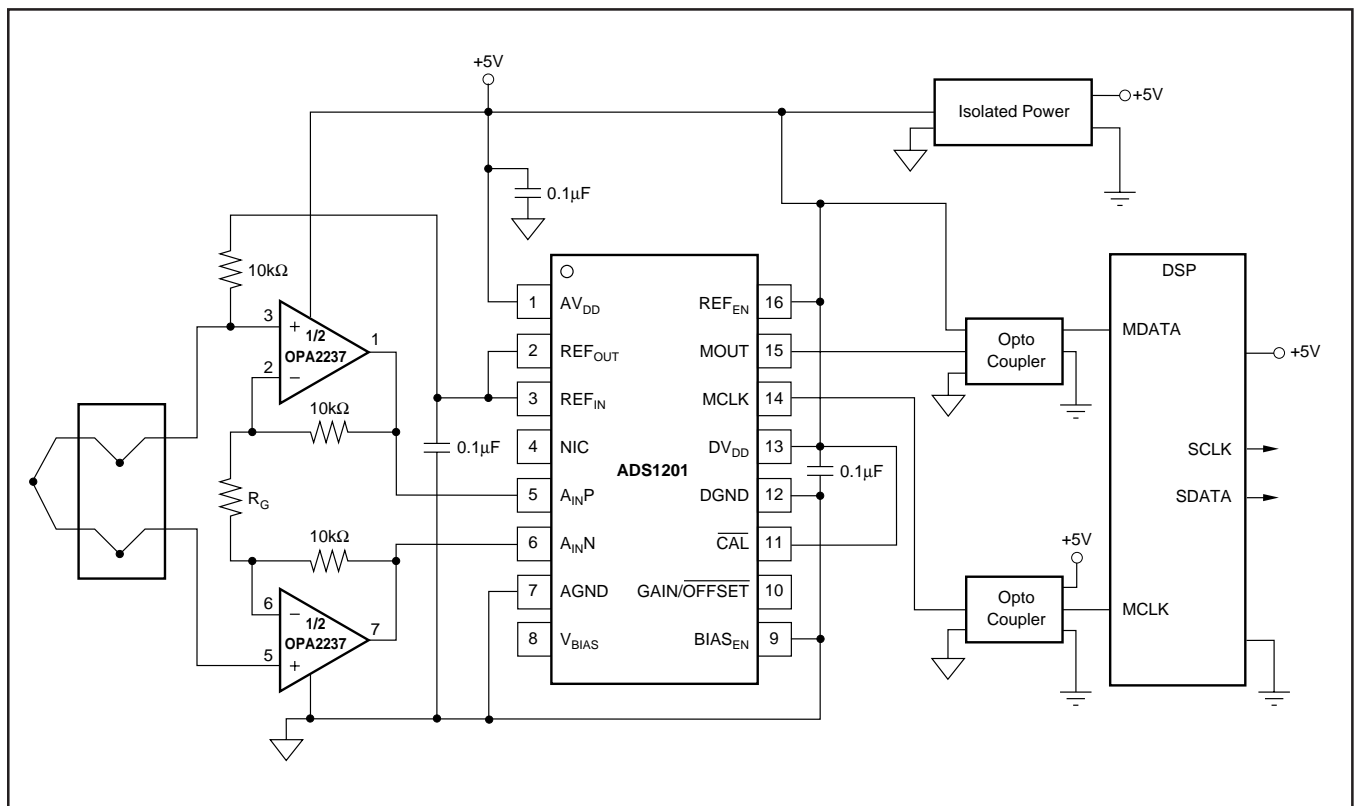 +5V
Isolated Power
+5V
0.1µF
10kΩ
3
+
1/2
OPA2237
1
2
–
10kΩ
R_G
10kΩ
6
–
1/2
OPA2237
7
5
+
0.1µF
ADS1201
1 AV_DD
2 REF_OUT
3 REF_IN
4 NIC
5 A_INP
6 A_INN
7 AGND
8 V_BIAS
REF_EN 16
MOUT 15
MCLK 14
DV_DD 13
DGND 12
CAL 11
GAIN/OFFSET 10
BIAS_EN 9
0.1µF
Opto
Coupler
+5V
Opto
Coupler
DSP
MDATA
+5V
SCLK
SDATA
MCLK